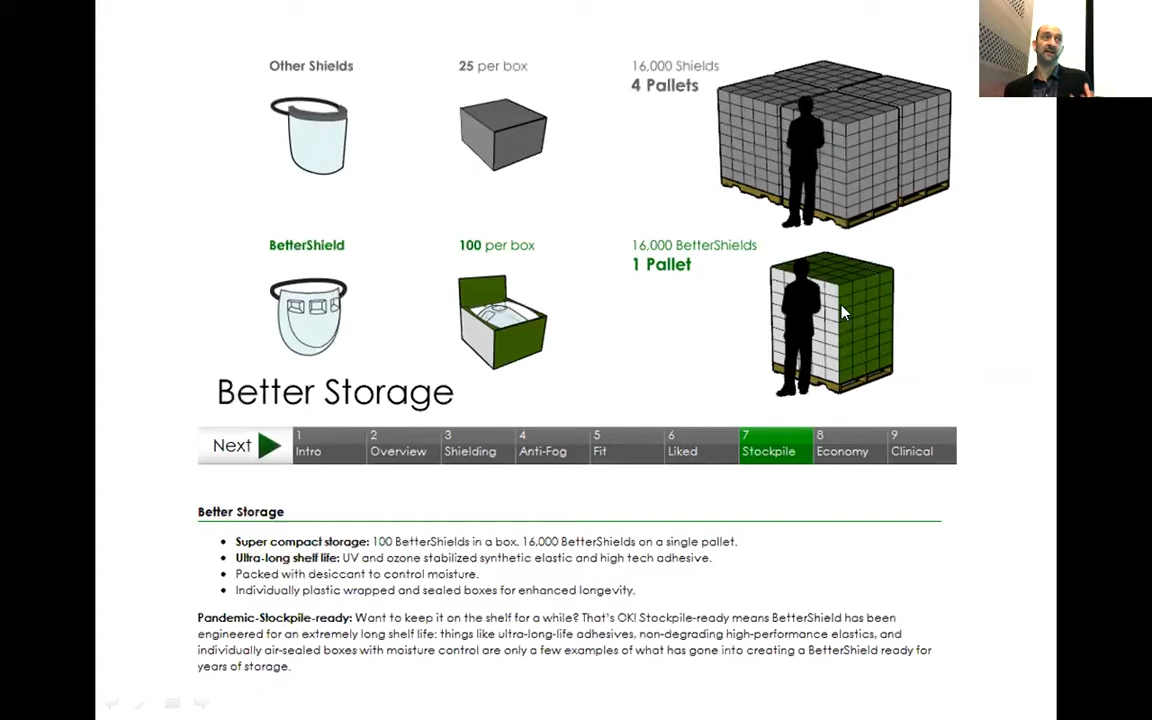 Other Shields
25 per box
16,000 Shields
4 Pallets
BetterShield
100 per box
16,000 BetterShields
1 Pallet
Better Storage
Next
1 Intro
2 Overview
3 Shielding
4 Anti-Fog
5 Fit
6 Liked
7 Stockpile
8 Economy
9 Clinical
Better Storage
• Super compact storage: 100 BetterShields in a box, 16,000 BetterShields on a single pallet.
• Ultra-long shelf life: UV and ozone stabilized synthetic elastic and high tech adhesive.
• Packed with desiccant to control moisture.
• Individually plastic wrapped and sealed boxes for enhanced longevity.
Pandemic-Stockpile-ready: Want to keep it on the shelf for a while? That's OK! Stockpile-ready means BetterShield has been
engineered for an extremely long shelf life: things like ultra-long-life adhesives, non-degrading high-performance elastics, and
individually air-sealed boxes with moisture control are only a few examples of what has gone into creating a BetterShield ready for
years of storage.